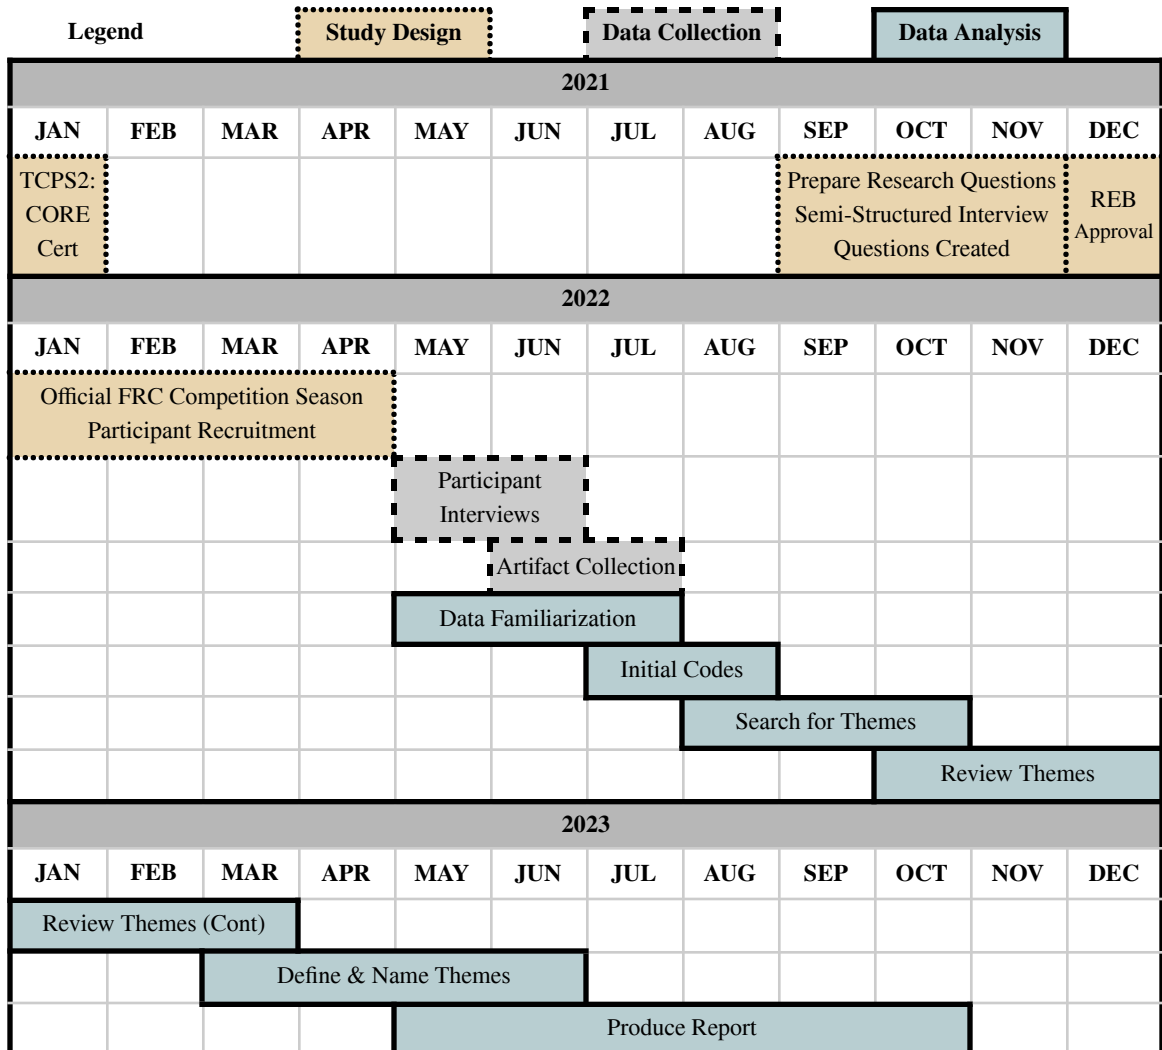 Legend Study Design Data Collection Data Analysis
2021
JAN FEB MAR APR MAY JUN JUL AUG SEP OCT NOV DEC
TCPS2:
CORE
Cert
Prepare Research Questions
Semi-Structured Interview
Questions Created
REB
Approval
2022
JAN FEB MAR APR MAY JUN JUL AUG SEP OCT NOV DEC
Official FRC Competition Season
Participant Recruitment
Participant
Interviews
Artifact Collection
Data Familiarization
Initial Codes
Search for Themes
Review Themes
2023
JAN FEB MAR APR MAY JUN JUL AUG SEP OCT NOV DEC
Review Themes (Cont)
Define & Name Themes
Produce Report